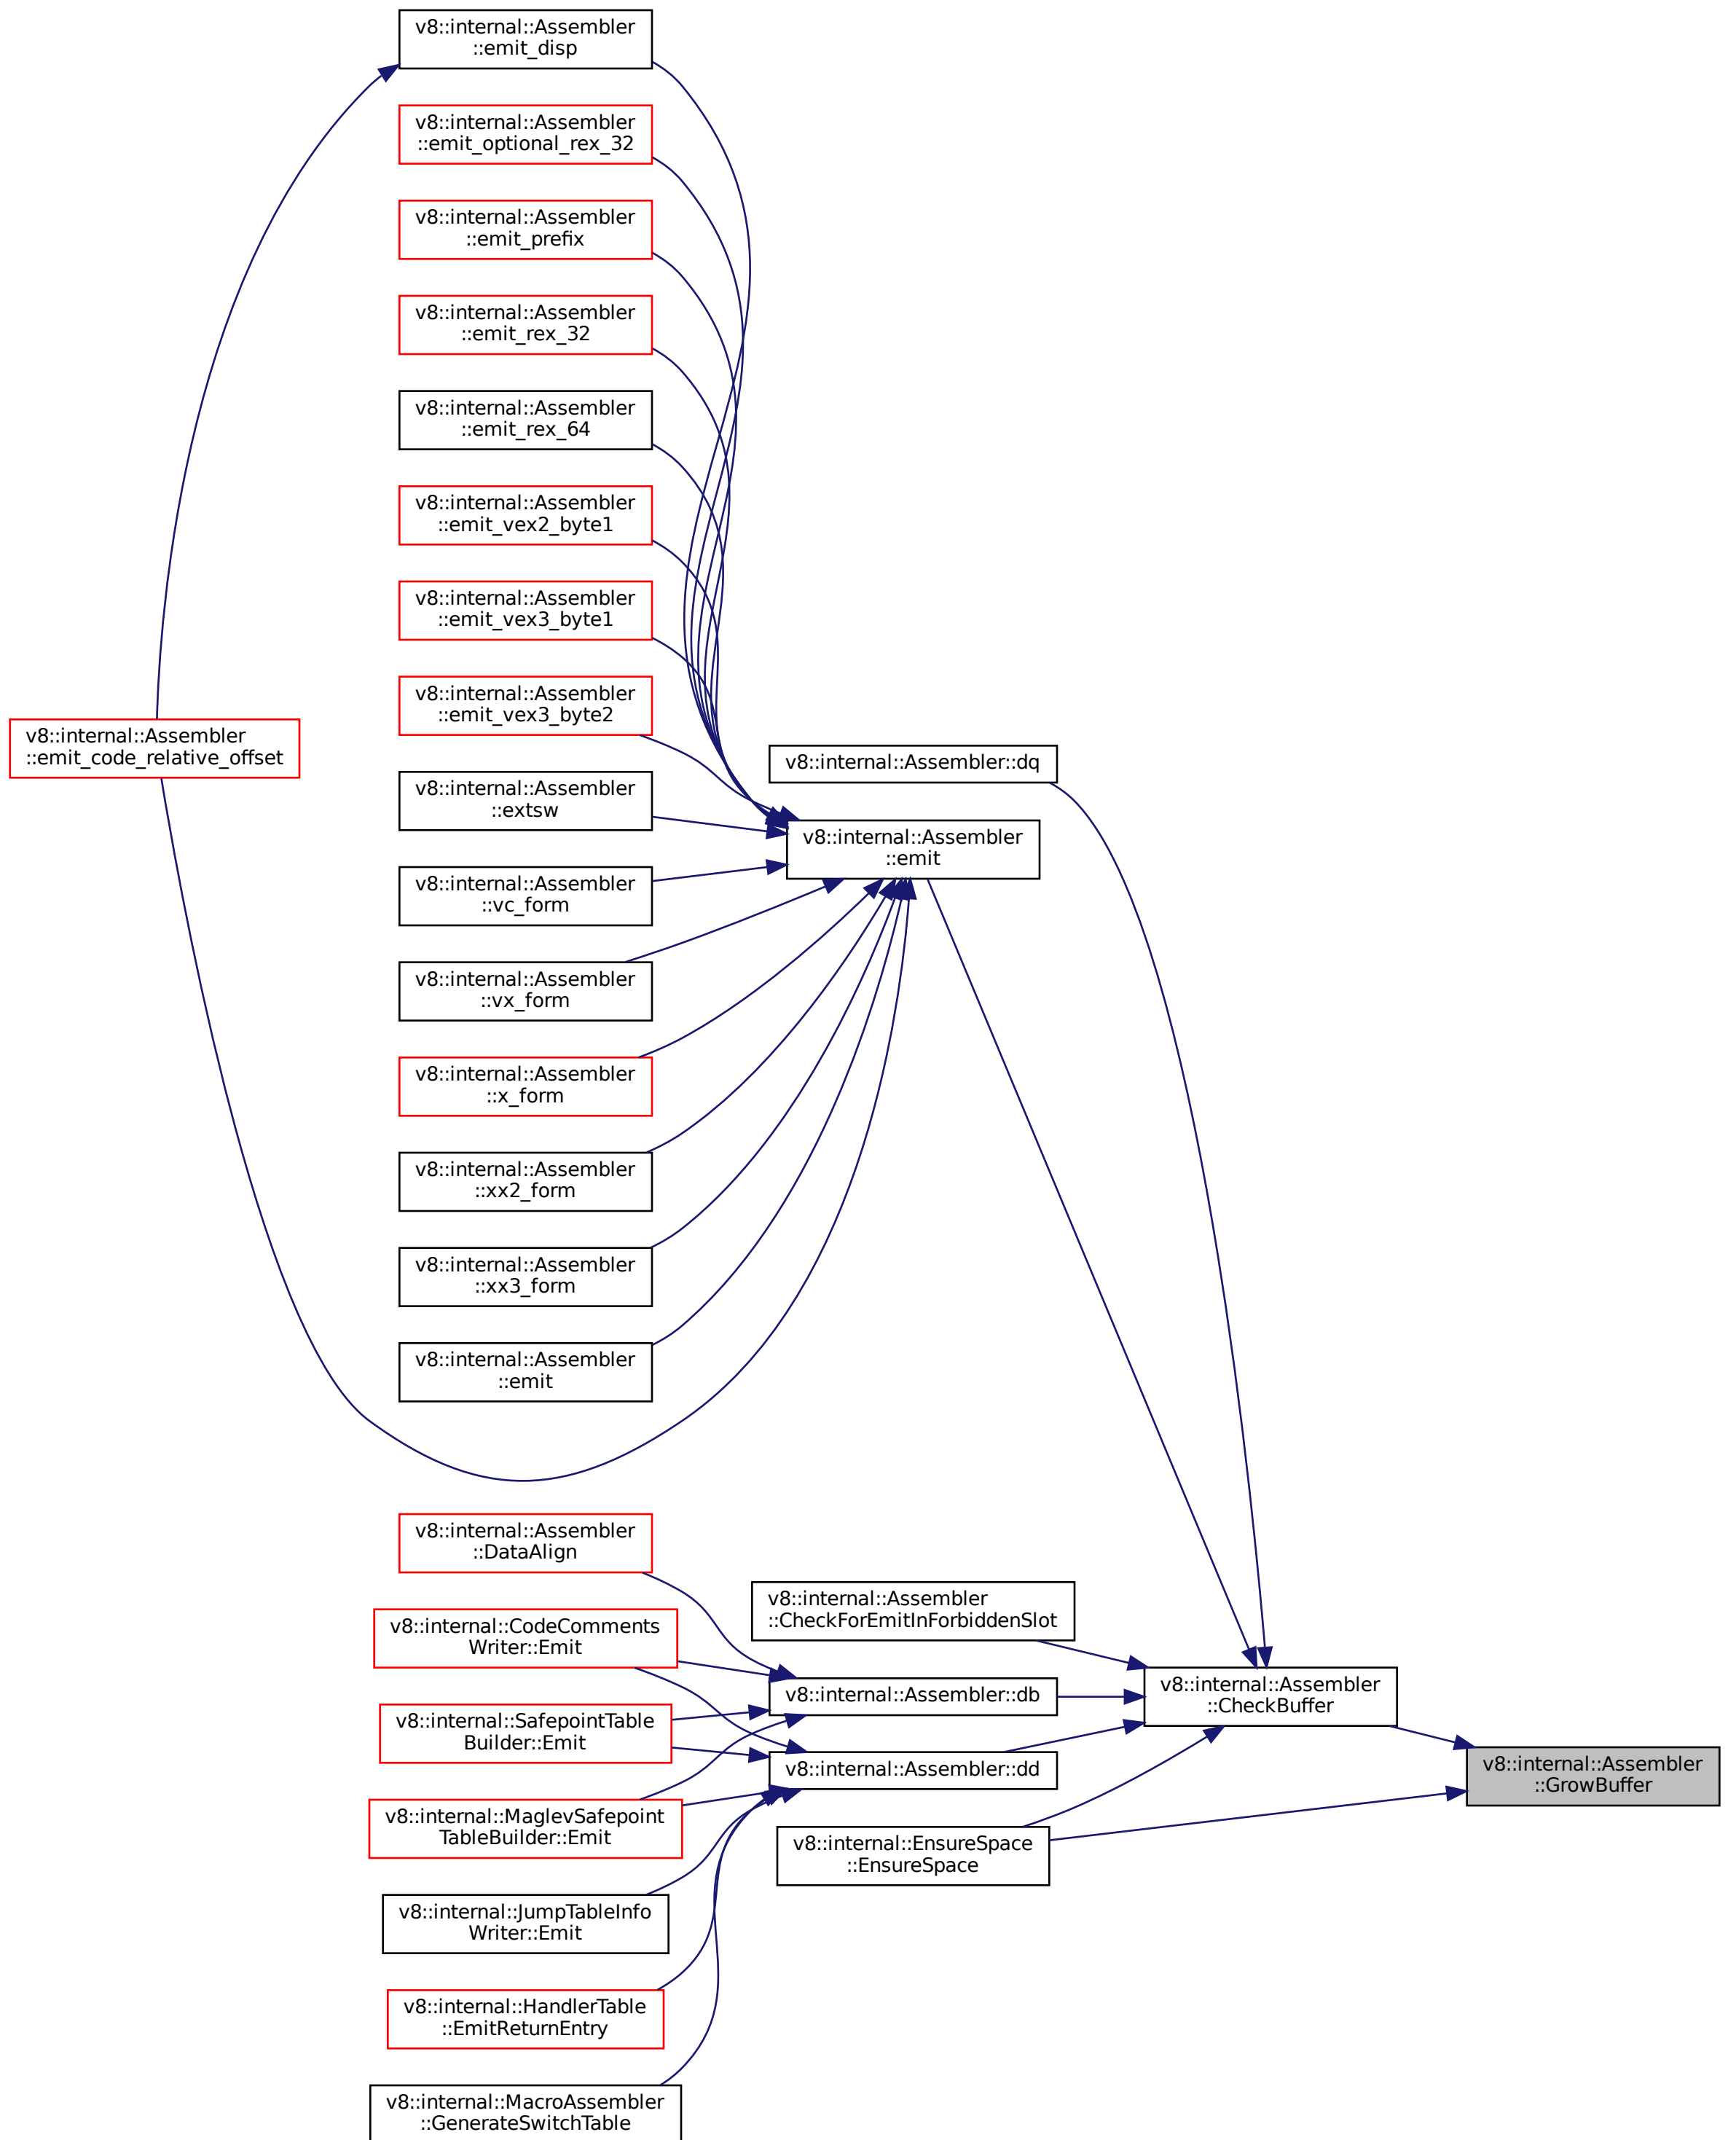 v8::internal::Assembler
::emit_disp
v8::internal::Assembler
::emit_optional_rex_32
v8::internal::Assembler
::emit_prefix
v8::internal::Assembler
::emit_rex_32
v8::internal::Assembler
::emit_rex_64
v8::internal::Assembler
::emit_vex2_byte1
v8::internal::Assembler
::emit_vex3_byte1
v8::internal::Assembler
::emit_vex3_byte2
v8::internal::Assembler
::emit_code_relative_offset
v8::internal::Assembler::dq
v8::internal::Assembler
::extsw
v8::internal::Assembler
::emit
v8::internal::Assembler
::vc_form
v8::internal::Assembler
::vx_form
v8::internal::Assembler
::x_form
v8::internal::Assembler
::xx2_form
v8::internal::Assembler
::xx3_form
v8::internal::Assembler
::emit
v8::internal::Assembler
::DataAlign
v8::internal::Assembler
::CheckForEmitInForbiddenSlot
v8::internal::CodeComments
Writer::Emit
v8::internal::Assembler::db
v8::internal::Assembler
::CheckBuffer
v8::internal::SafepointTable
Builder::Emit
v8::internal::Assembler::dd
v8::internal::Assembler
::GrowBuffer
v8::internal::MaglevSafepoint
TableBuilder::Emit
v8::internal::EnsureSpace
::EnsureSpace
v8::internal::JumpTableInfo
Writer::Emit
v8::internal::HandlerTable
::EmitReturnEntry
v8::internal::MacroAssembler
::GenerateSwitchTable